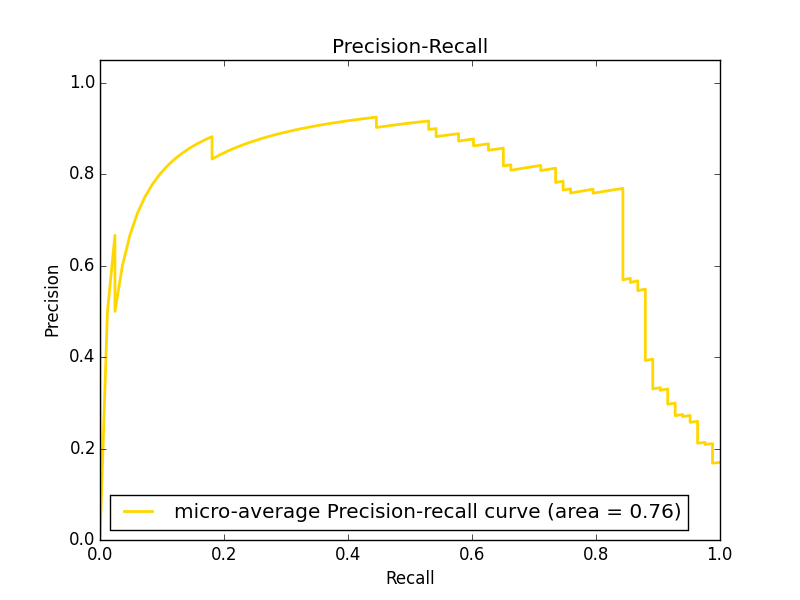 Precision-Recall
Precision
1.0
0.8
0.6
0.4
0.2
0.0
micro-average Precision-recall curve (area = 0.76)
0.0 0.2 0.4 0.6 0.8 1.0
Recall